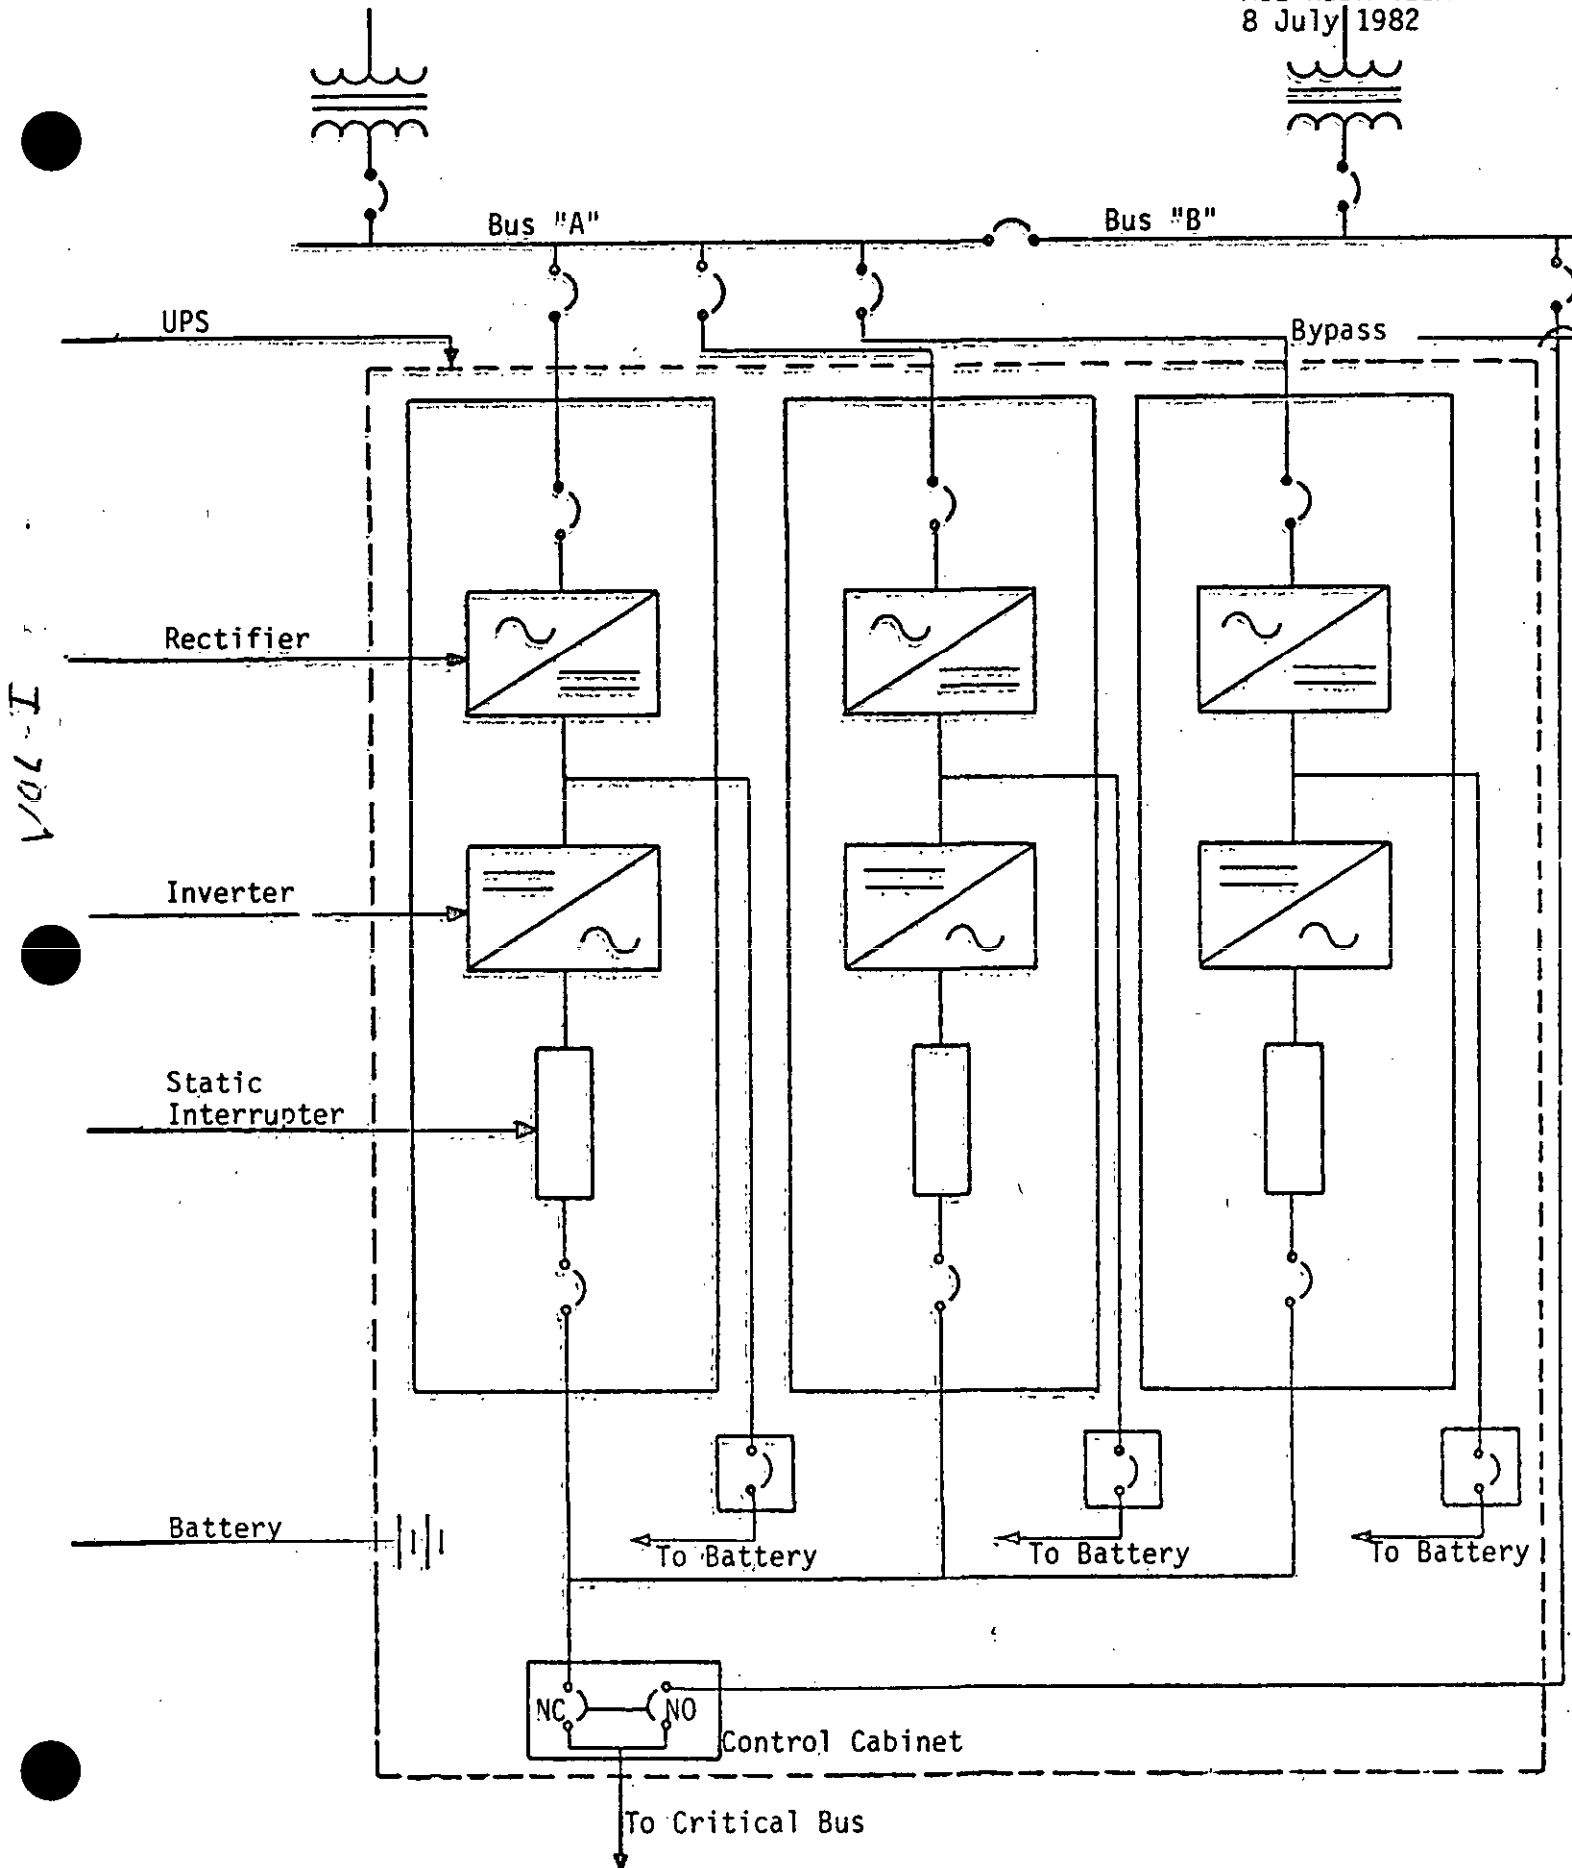 8 July 1982
Bus "A"
Bus "B"
UPS
Bypass
Rectifier
Inverter
Static
Interrupter
Battery
To Battery
To Battery
To Battery
NC
NO
Control Cabinet
To Critical Bus